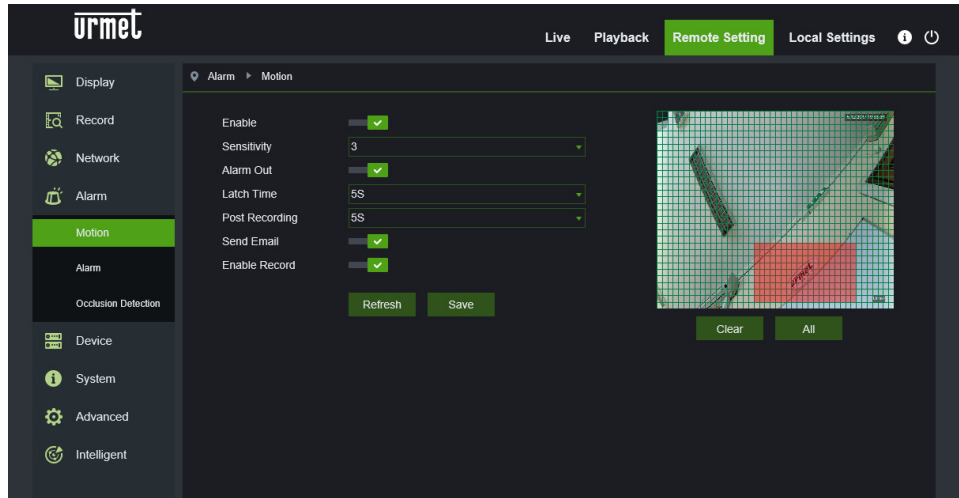 urmet
Live Playback Remote Setting Local Settings
Display
Record
Network
Alarm
Motion
Alarm
Occlusion Detection
Device
System
Advanced
Intelligent
Alarm Motion
Enable
Sensitivity 3
Alarm Out
Latch Time 5S
Post Recording 5S
Send Email
Enable Record
Refresh Save
urmet
Clear All